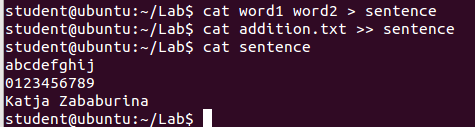 student@ubuntu:~/Lab$ cat word1 word2 > sentence
student@ubuntu:~/Lab$ cat addition.txt >> sentence
student@ubuntu:~/Lab$ cat sentence
abcdefghij
0123456789
Katja Zababurina
student@ubuntu:~/Lab$